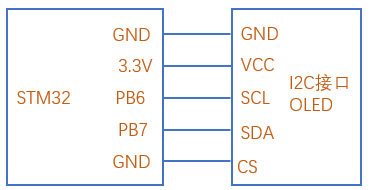 STM32
GND
3.3V
PB6
PB7
GND
GND
VCC
SCL
SDA
CS
I2C接口
OLED